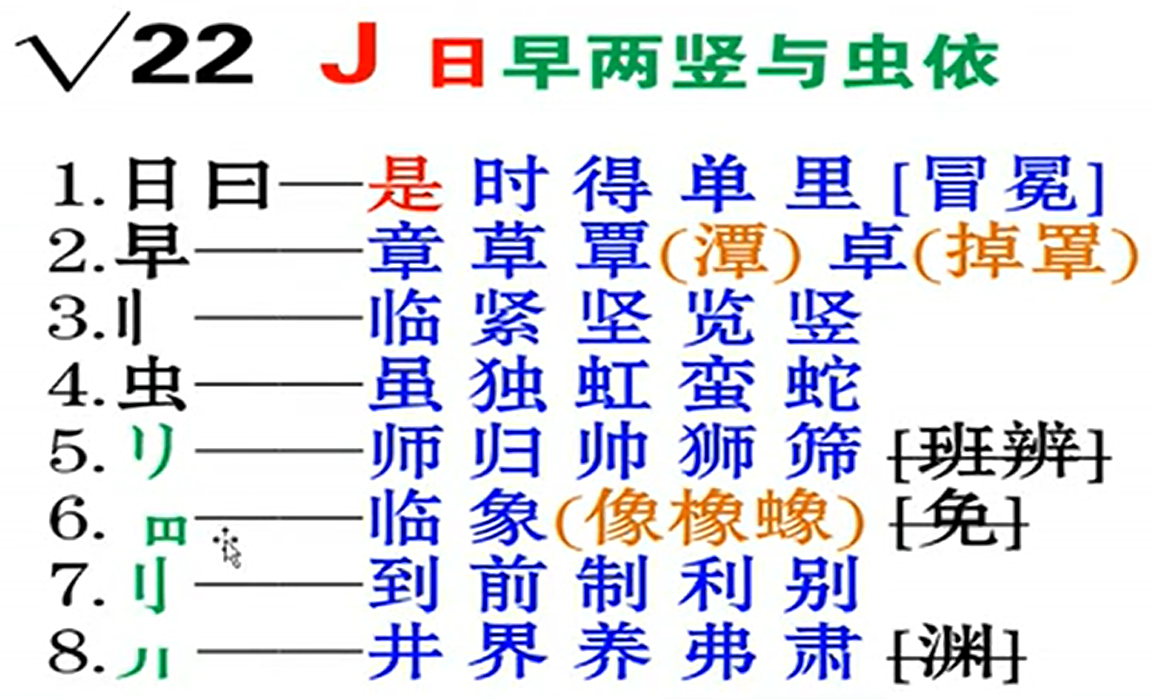 √22 J 日早两竖与虫依
1.日 曰——是 时 得 单 里 [冒 冕]
2.早——章 草 覃(潭) 卓(掉 罩)
3.刂——临 紧 坚 览 竖
4.虫——虽 独 虹 蛮 蛇
5.リ——师 归 帅 狮 筛 [班辨]
6.罒——临 象(像橡蟓) [免]
7.刂——到 前 制 利 别
8.丿丨——井 界 养 弗 肃 [渊]